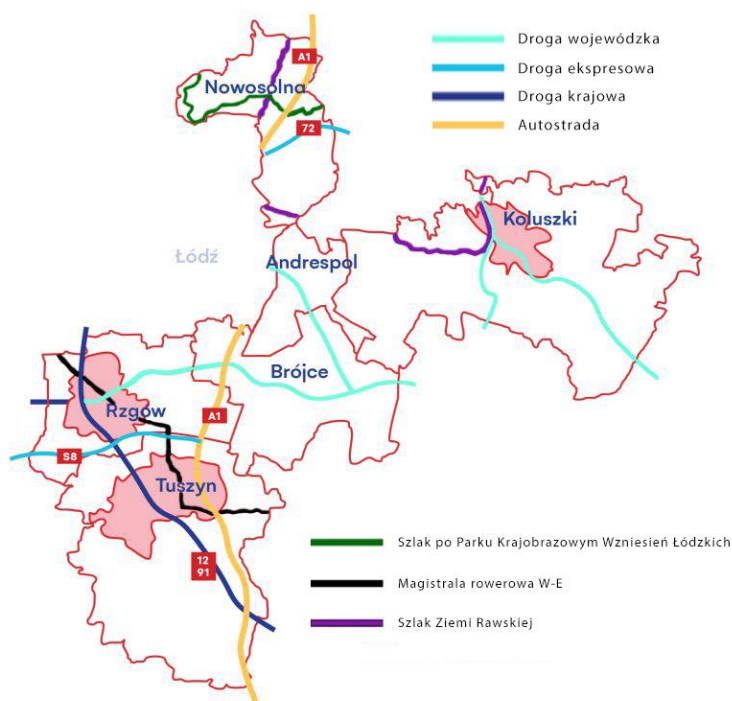 Droga wojewódzka
Droga ekspresowa
Droga krajowa
Autostrada
A1
Nowosolna
72
Koluszki
Łódź
Andrespol
Brójce
Rzgów
A1
S8
Tuszyn
12
91
Szlak po Parku Krajobrazowym Wzniesień Łódzkich
Magistrala rowerowa W-E
Szlak Ziemi Rawskiej